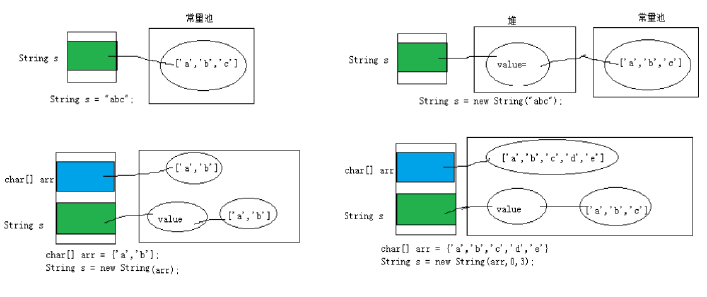 常量池
String s
['a','b','c']
String s = "abc";
堆
常量池
String s
value=
['a','b','c']
String s = new String("abc");
char[] arr
['a','b']
String s
value
['a','b']
char[] arr = ['a','b'];
String s = new String(arr);
char[] arr
['a','b','c','d','e']
String s
value
['a','b','c']
char[] arr = {'a','b','c','d','e'}
String s = new String(arr,0,3);